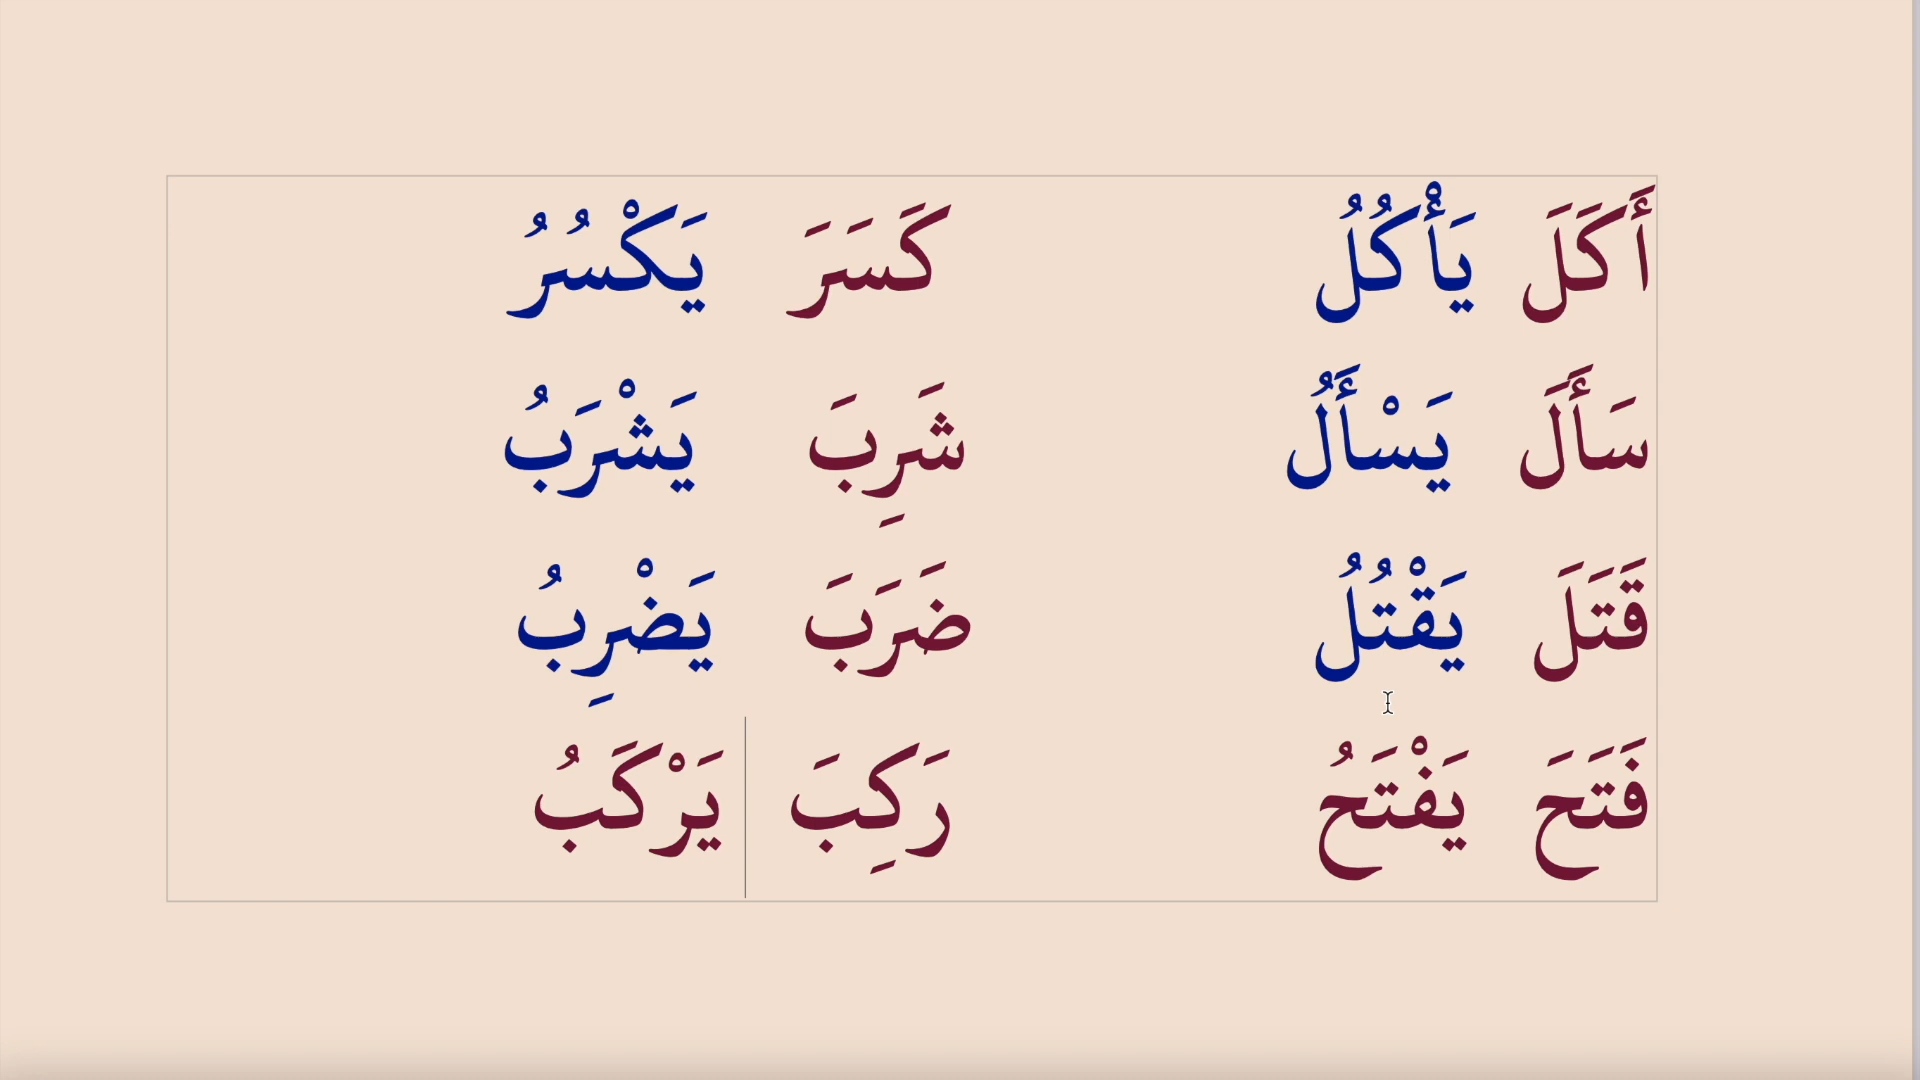 أَكَلَ يَأْكُلُ كَسَرَ يَكْسُرُ
سَأَلَ يَسْأَلُ شَرِبَ يَشْرَبُ
قَتَلَ يَقْتُلُ ضَرَبَ يَضْرِبُ
فَتَحَ يَفْتَحُ رَكِبَ يَرْكَبُ